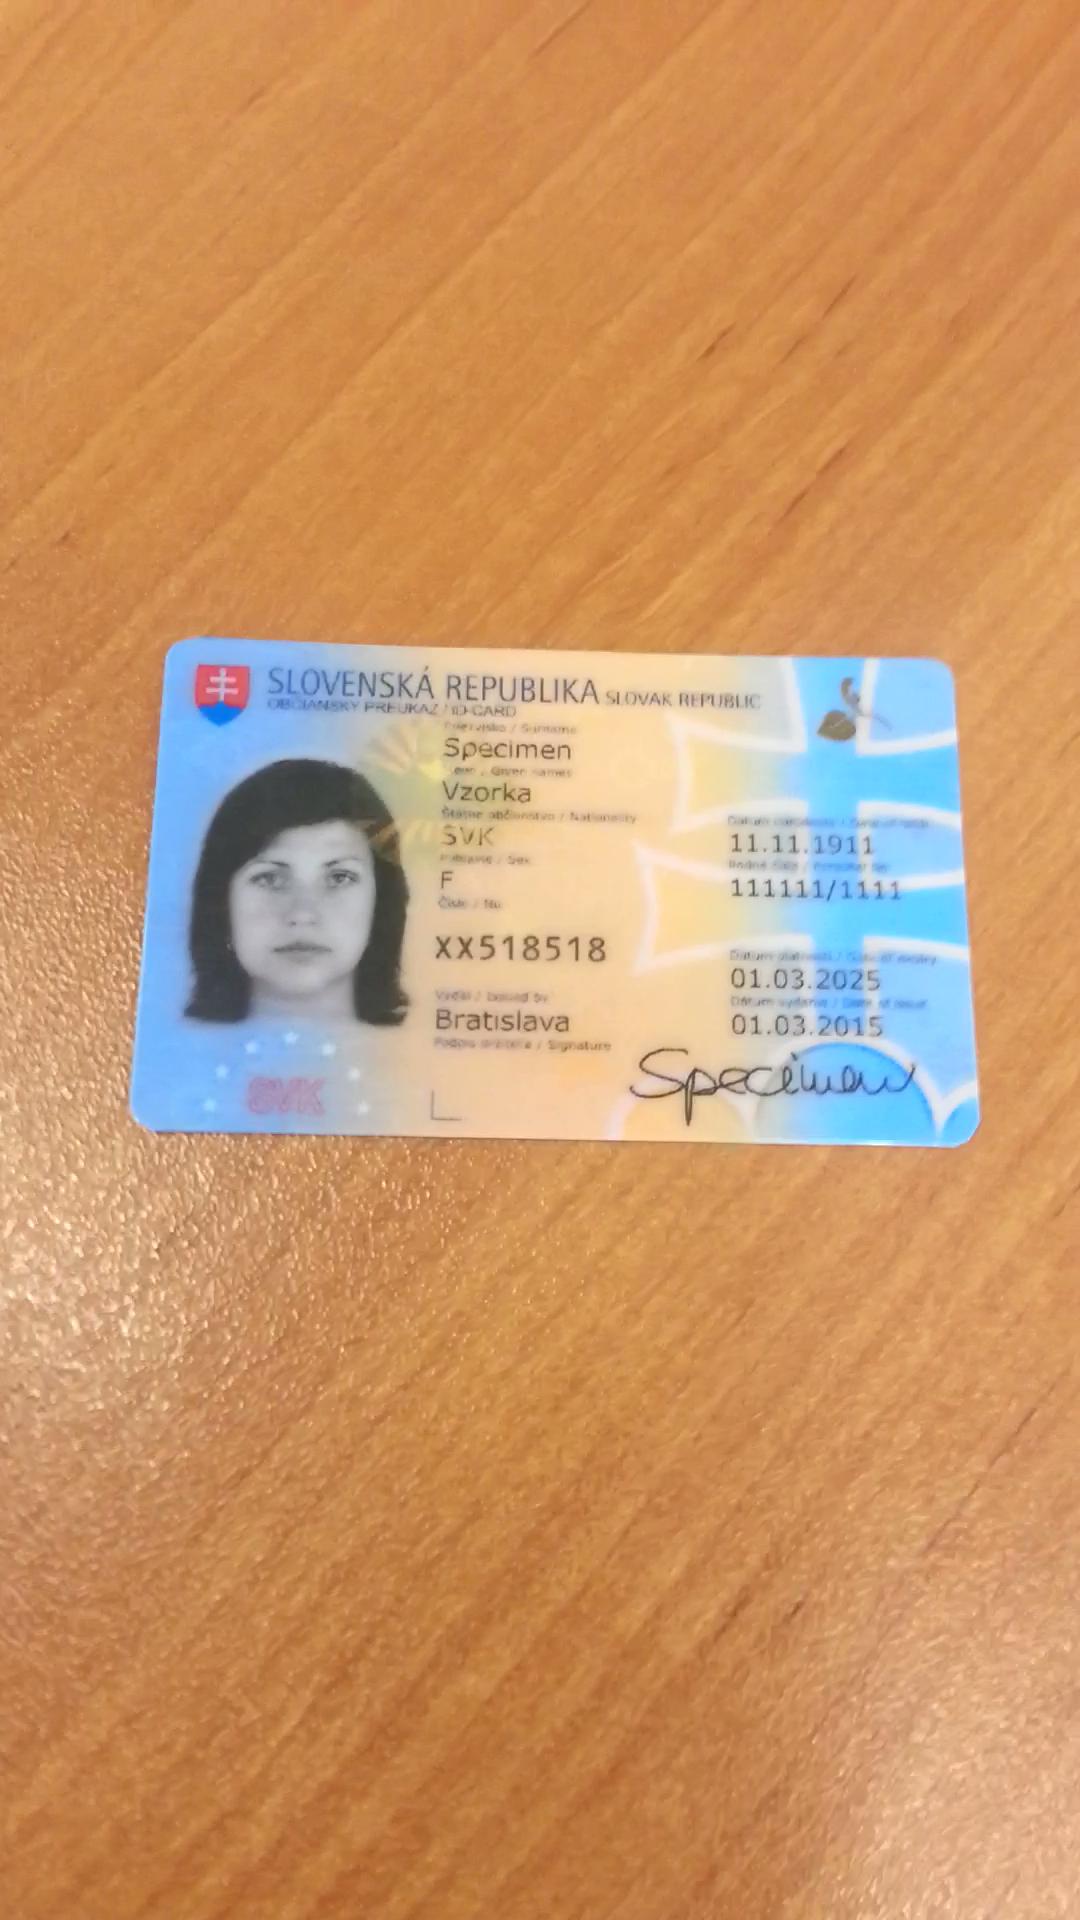 SLOVENSKÁ REPUBLIKA SLOVAK REPUBLIC
OBČIANSKY PREUKAZ / ID CARD
Priezvisko / Surname
Specimen
Meno / Given names
Vzorka
Štátne občianstvo / Nationality
SVK
Pohlavie / Sex
F
Číslo / No.
XX518518
Vydal / Issued by
Bratislava
Podpis držiteľa / Signature
Dátum narodenia / Date of birth
11.11.1911
Rodné číslo / Personal No.
111111/1111
Dátum platnosti / Date of expiry
01.03.2025
Dátum vydania / Date of issue
01.03.2015
Specimen
SVK